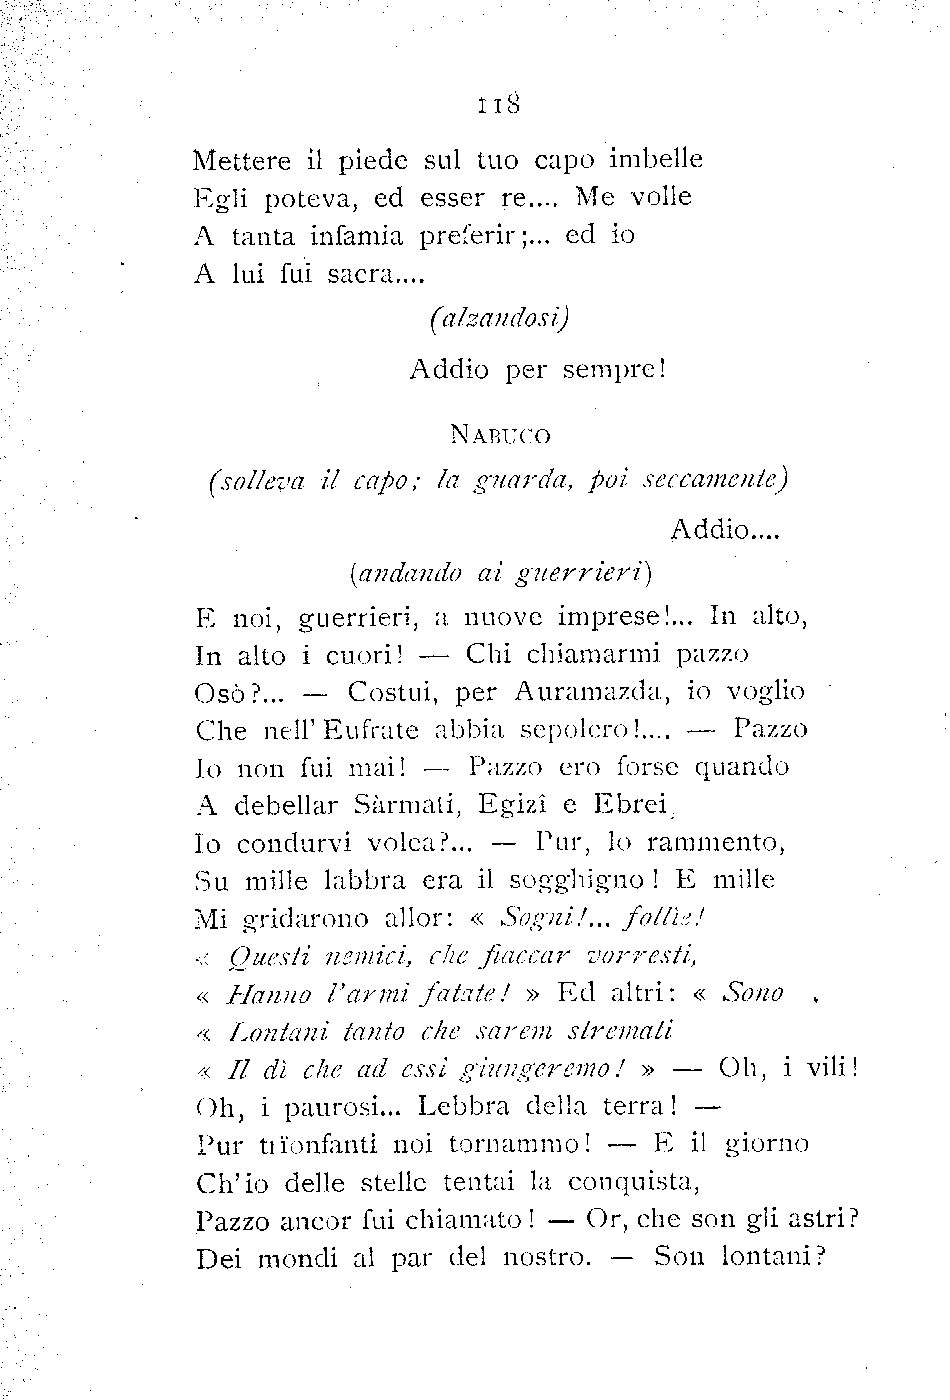 118
Mettere il piede sul tuo capo imbelle
Egli poteva, ed esser re.... Me volle
A tanta infamia preferir;... ed io
A lui fui sacra....
(alzandosi)
Addio per sempre!
NABUCO
(solleva il capo; la guarda, poi seccamente)
Addio....
(andando ai guerrieri)
E noi, guerrieri, a nuove imprese!... In alto,
In alto i cuori! — Chi chiamarmi pazzo
Osò?... — Costui, per Auramazda, io voglio
Che nell' Eufrate abbia sepolcro!.... — Pazzo
Io non fui mai! — Pazzo ero forse quando
A debellar Sàrmati, Egizî e Ebrei
Io condurvi volea?... — Pur, lo rammento,
Su mille labbra era il sogghigno! E mille
Mi gridarono allor: « Sogni!... follìe!
« Questi nemici, che fiaccar vorresti,
« Hanno l'armi fatate! » Ed altri: « Sono
« Lontani tanto che sarem stremati
« Il dì che ad essi giungeremo! » — Oh, i vili!
Oh, i paurosi... Lebbra della terra! —
Pur trïonfanti noi tornammo! — E il giorno
Ch'io delle stelle tentai la conquista,
Pazzo ancor fui chiamato! — Or, che son gli astri?
Dei mondi al par del nostro. — Son lontani?